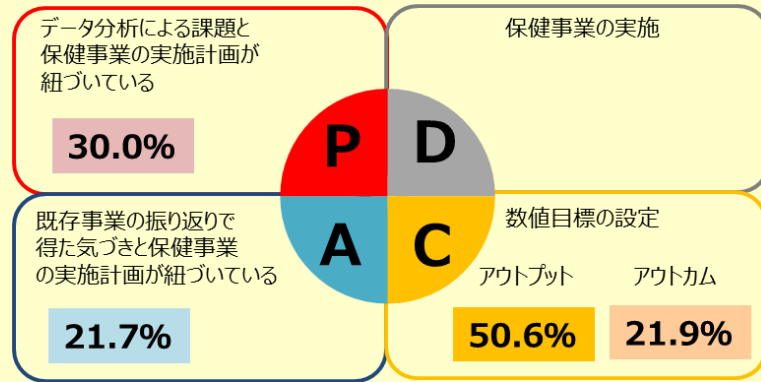 データ分析による課題と
保健事業の実施計画が
紐づいている
30.0%
保健事業の実施
P
D
既存事業の振り返りで
得た気づきと保健事業
の実施計画が紐づいている
21.7%
A
C
数値目標の設定
アウトプット
アウトカム
50.6%
21.9%